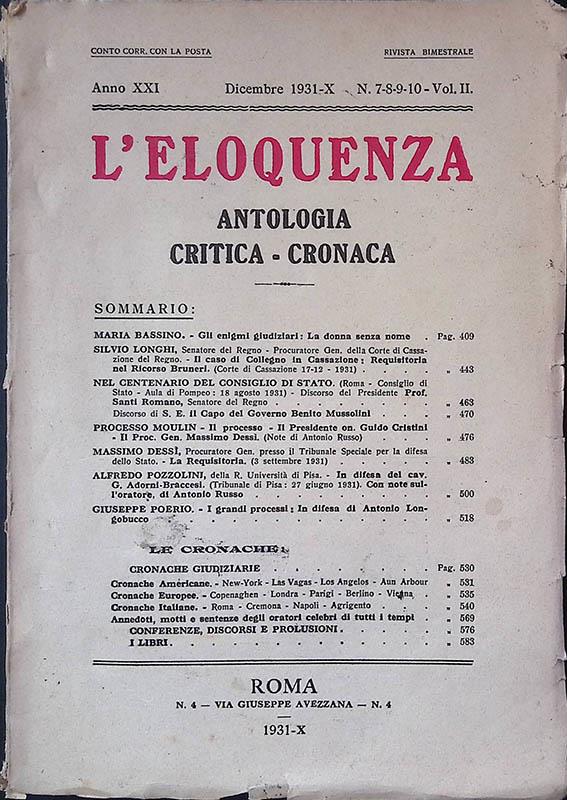 CONTO CORR. CON LA POSTA
RIVISTA BIMESTRALE
Anno XXI Dicembre 1931-X N. 7-8-9-10 - Vol. II.
L'ELOQUENZA
ANTOLOGIA
CRITICA - CRONACA
SOMMARIO:
MARIA BASSINO. - Gli enigmi giudiziari: La donna senza nome . Pag. 409
SILVIO LONGHI, Senatore del Regno - Procuratore Gen. della Corte di Cassa-
zione del Regno. - Il caso di Collegno in Cassazione: Requisitoria
nel Ricorso Bruneri. (Corte di Cassazione 17-12 - 1931) . . . . „ 443
NEL CENTENARIO DEL CONSIGLIO DI STATO. (Roma - Consiglio di
Stato - Aula di Pompeo: 18 agosto 1931) - Discorso del Presidente Prof.
Santi Romano, Senatore del Regno . . . . . . . . „ 463
Discorso di S. E. il Capo del Governo Benito Mussolini . . . . „ 470
PROCESSO MOULIN - Il processo - Il Presidente on. Guido Cristini
- Il Proc. Gen. Massimo Dessì. (Note di Antonio Russo) . . . „ 476
MASSIMO DESSÌ, Procuratore Gen. presso il Tribunale Speciale per la difesa
dello Stato. - La Requisitoria. (3 settembre 1931) . . . . . „ 483
ALFREDO POZZOLINI, della R. Università di Pisa. - In difesa del cav.
G. Adorni-Braccesi. (Tribunale di Pisa: 27 giugno 1931). Con note sul-
l'oratore, di Antonio Russo . . . . . . . . . „ 500
GIUSEPPE POERIO. - I grandi processi: In difesa di Antonio Lon-
gobucco . . . . . . . . . . . . „ 518
LE CRONACHE:
CRONACHE GIUDIZIARIE . . . . . . . Pag. 530
Cronache Américane. - New-York - Las Vagas - Los Angelos - Aun Arbour „ 531
Cronache Europee. - Copenaghen - Londra - Parigi - Berlino - Vienna . „ 535
Cronache Italiane. - Roma - Cremona - Napoli - Agrigento . . . „ 540
Annedoti, motti e sentenze degli oratori celebri di tutti i tempi . „ 569
CONFERENZE, DISCORSI E PROLUSIONI . . . . . „ 576
I LIBRI . . . . . . . . . . . „ 583
ROMA
N. 4 — VIA GIUSEPPE AVEZZANA — N. 4
1931-X